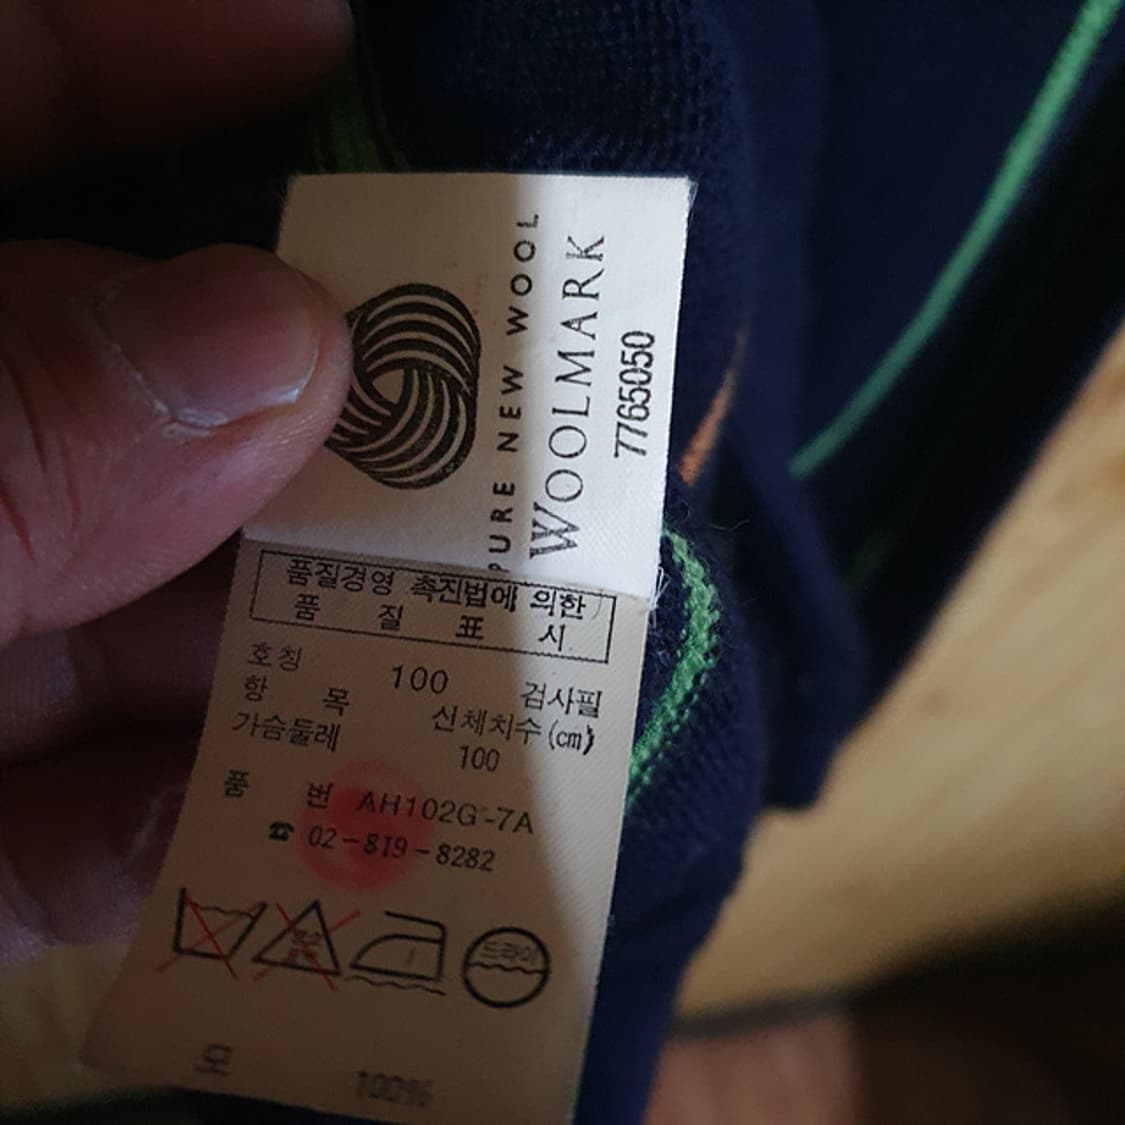 PURE NEW WOOL
WOOLMARK
7765050
품질경영 촉진법에 의한
품 질 표 시
호칭 100 검사필
항 목 신체치수(cm)
가슴둘레 100
품 번 AH102G-7A
☎ 02-819-8282
드라이
모 100%